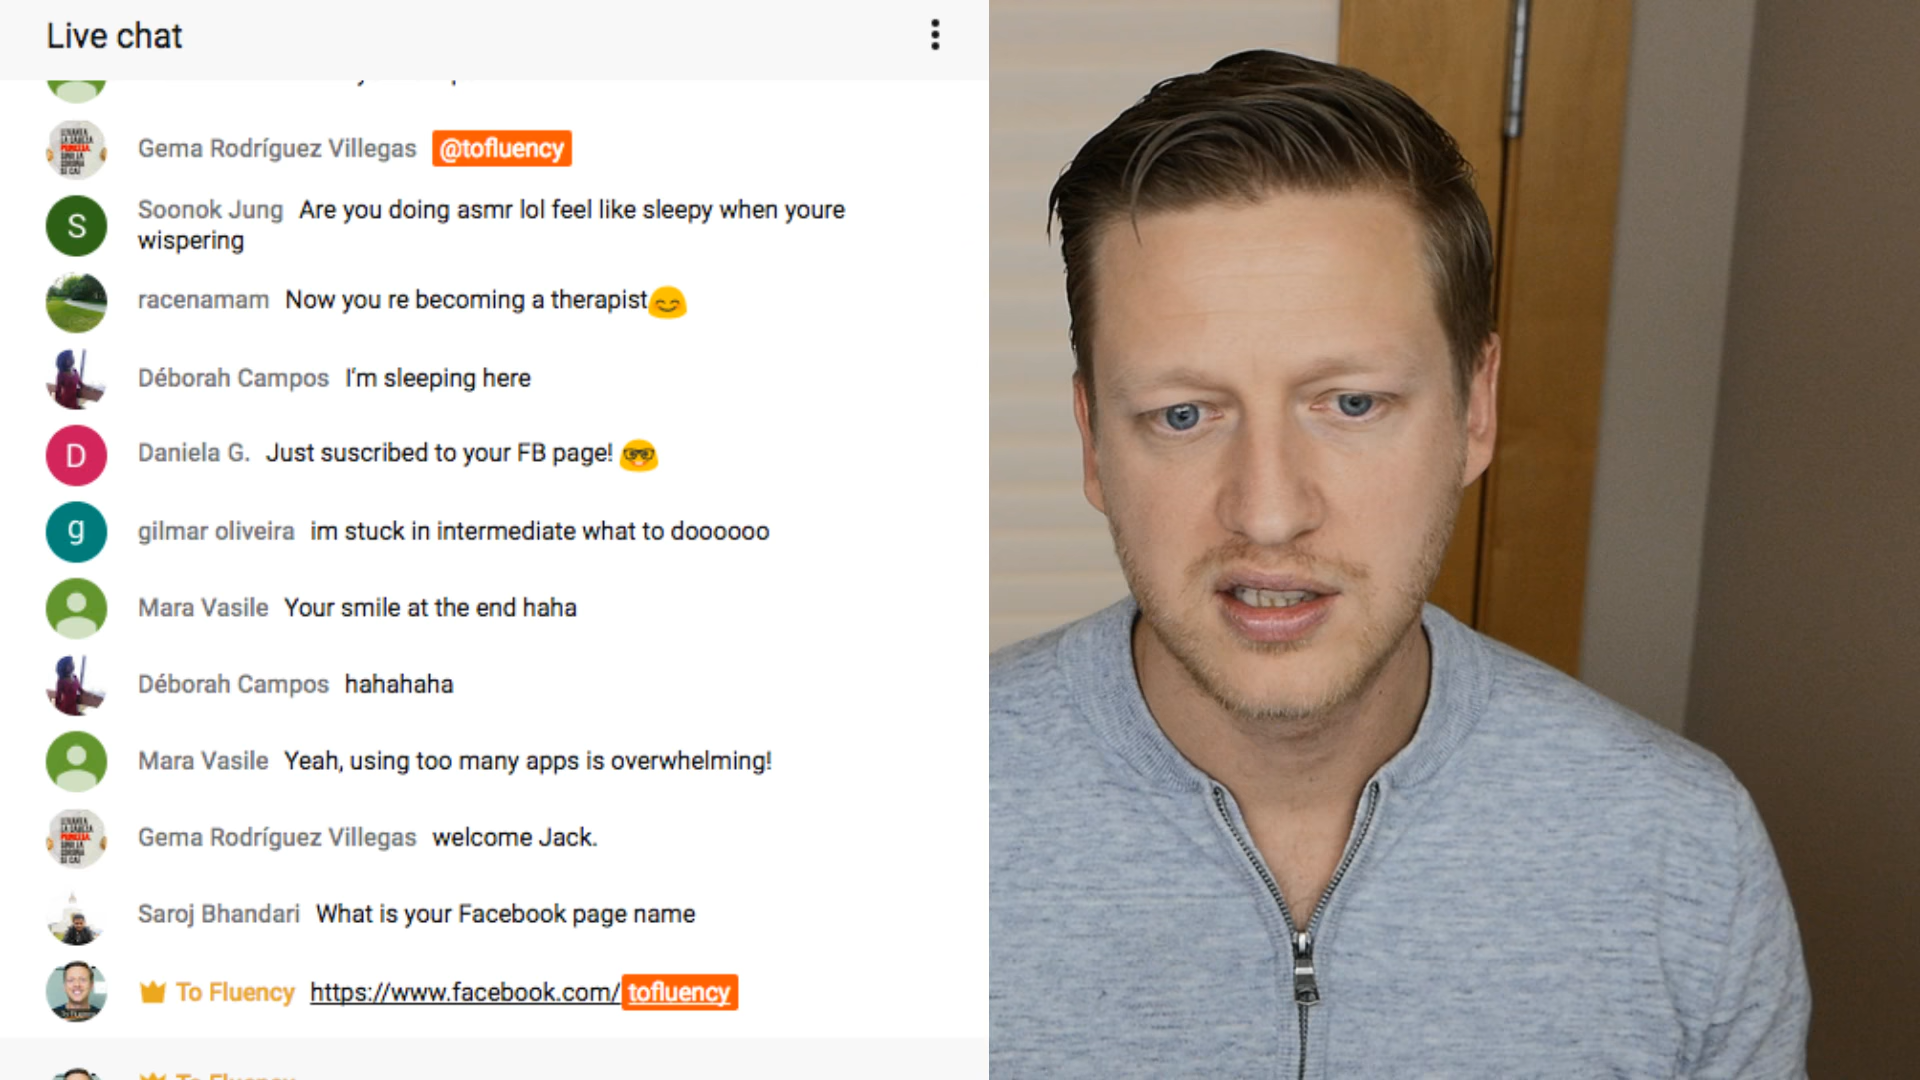 Live chat
Gema Rodríguez Villegas @tofluency
Soonok Jung Are you doing asmr lol feel like sleepy when youre
wispering
racenamam Now you re becoming a therapist😊
Déborah Campos I'm sleeping here
Daniela G. Just suscribed to your FB page! 🤓
gilmar oliveira im stuck in intermediate what to doooooo
Mara Vasile Your smile at the end haha
Déborah Campos hahahaha
Mara Vasile Yeah, using too many apps is overwhelming!
Gema Rodríguez Villegas welcome Jack.
Saroj Bhandari What is your Facebook page name
To Fluency https://www.facebook.com/tofluency
To Fluency